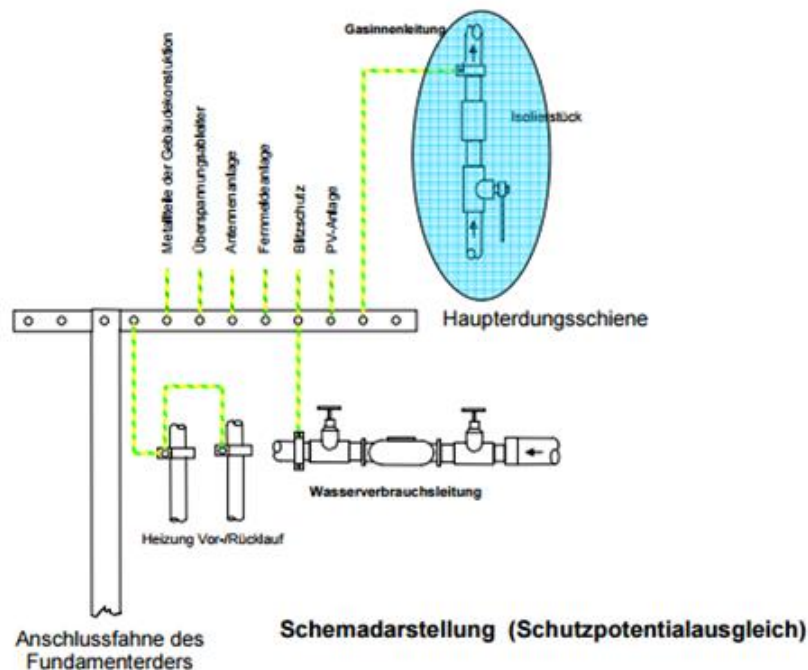 Gasinnenleitung
Isolierstück
Metallteile der Gebäudekonstuktion
Überspannungsableiter
Antennenanlage
Fernmeldeanlage
Blitzschutz
PV-Anlage
Haupterdungsschiene
Wasserverbrauchsleitung
Heizung Vor-/Rücklauf
Anschlussfahne des
Fundamenterders
Schemadarstellung (Schutzpotentialausgleich)